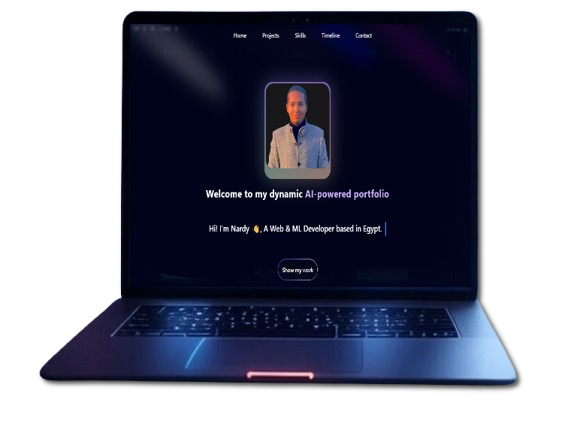 Home Projects Skills Timeline Contact
Welcome to my dynamic AI-powered portfolio
Hi! I'm Nardy 👋, A Web & ML Developer based in Egypt.
Show my work